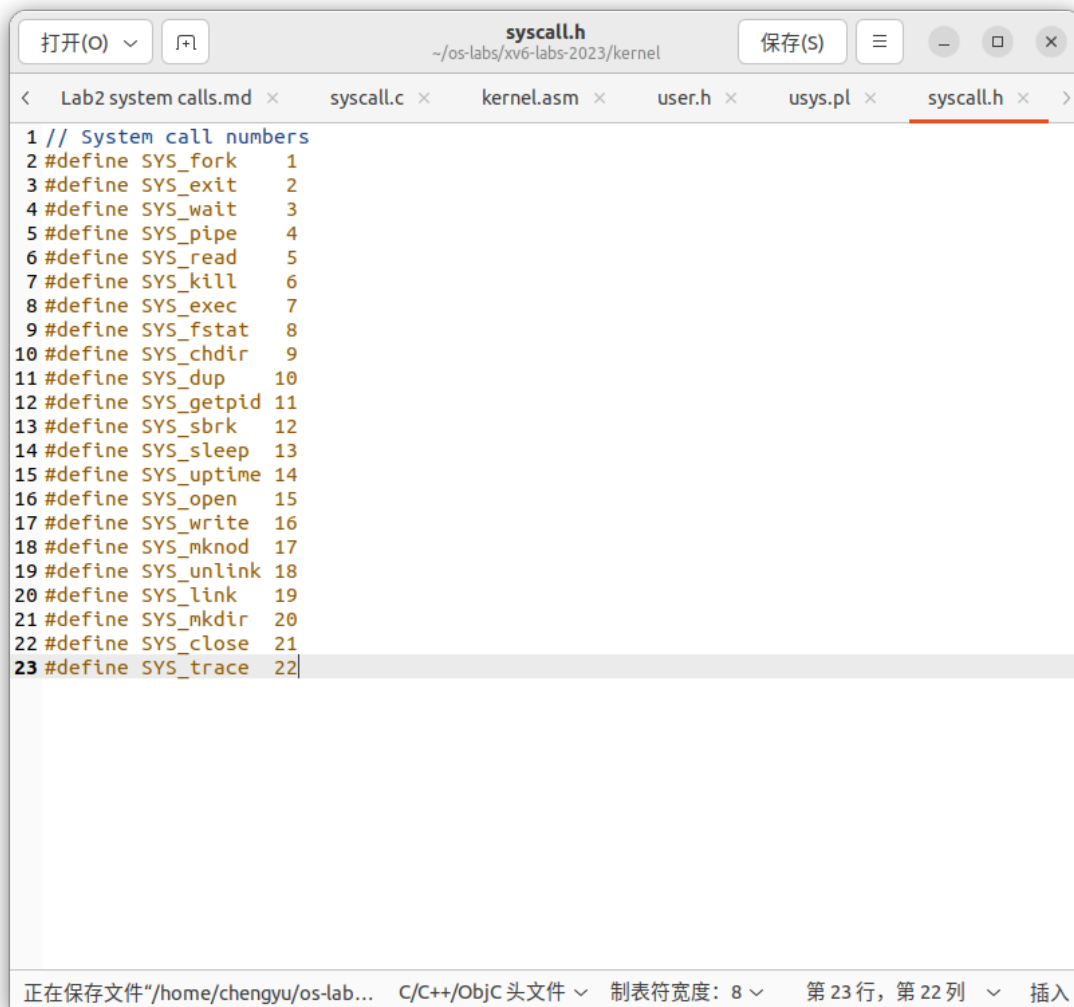 打开(O)
syscall.h
~/os-labs/xv6-labs-2023/kernel
保存(S)
Lab2 system calls.md
syscall.c
kernel.asm
user.h
usys.pl
syscall.h
1 // System call numbers
2 #define SYS_fork    1
3 #define SYS_exit    2
4 #define SYS_wait    3
5 #define SYS_pipe    4
6 #define SYS_read    5
7 #define SYS_kill    6
8 #define SYS_exec    7
9 #define SYS_fstat   8
10 #define SYS_chdir   9
11 #define SYS_dup    10
12 #define SYS_getpid 11
13 #define SYS_sbrk   12
14 #define SYS_sleep  13
15 #define SYS_uptime 14
16 #define SYS_open   15
17 #define SYS_write  16
18 #define SYS_mknod  17
19 #define SYS_unlink 18
20 #define SYS_link   19
21 #define SYS_mkdir  20
22 #define SYS_close  21
23 #define SYS_trace  22
正在保存文件“/home/chengyu/os-lab... C/C++/ObjC 头文件 制表符宽度：8 第 23 行，第 22 列 插入